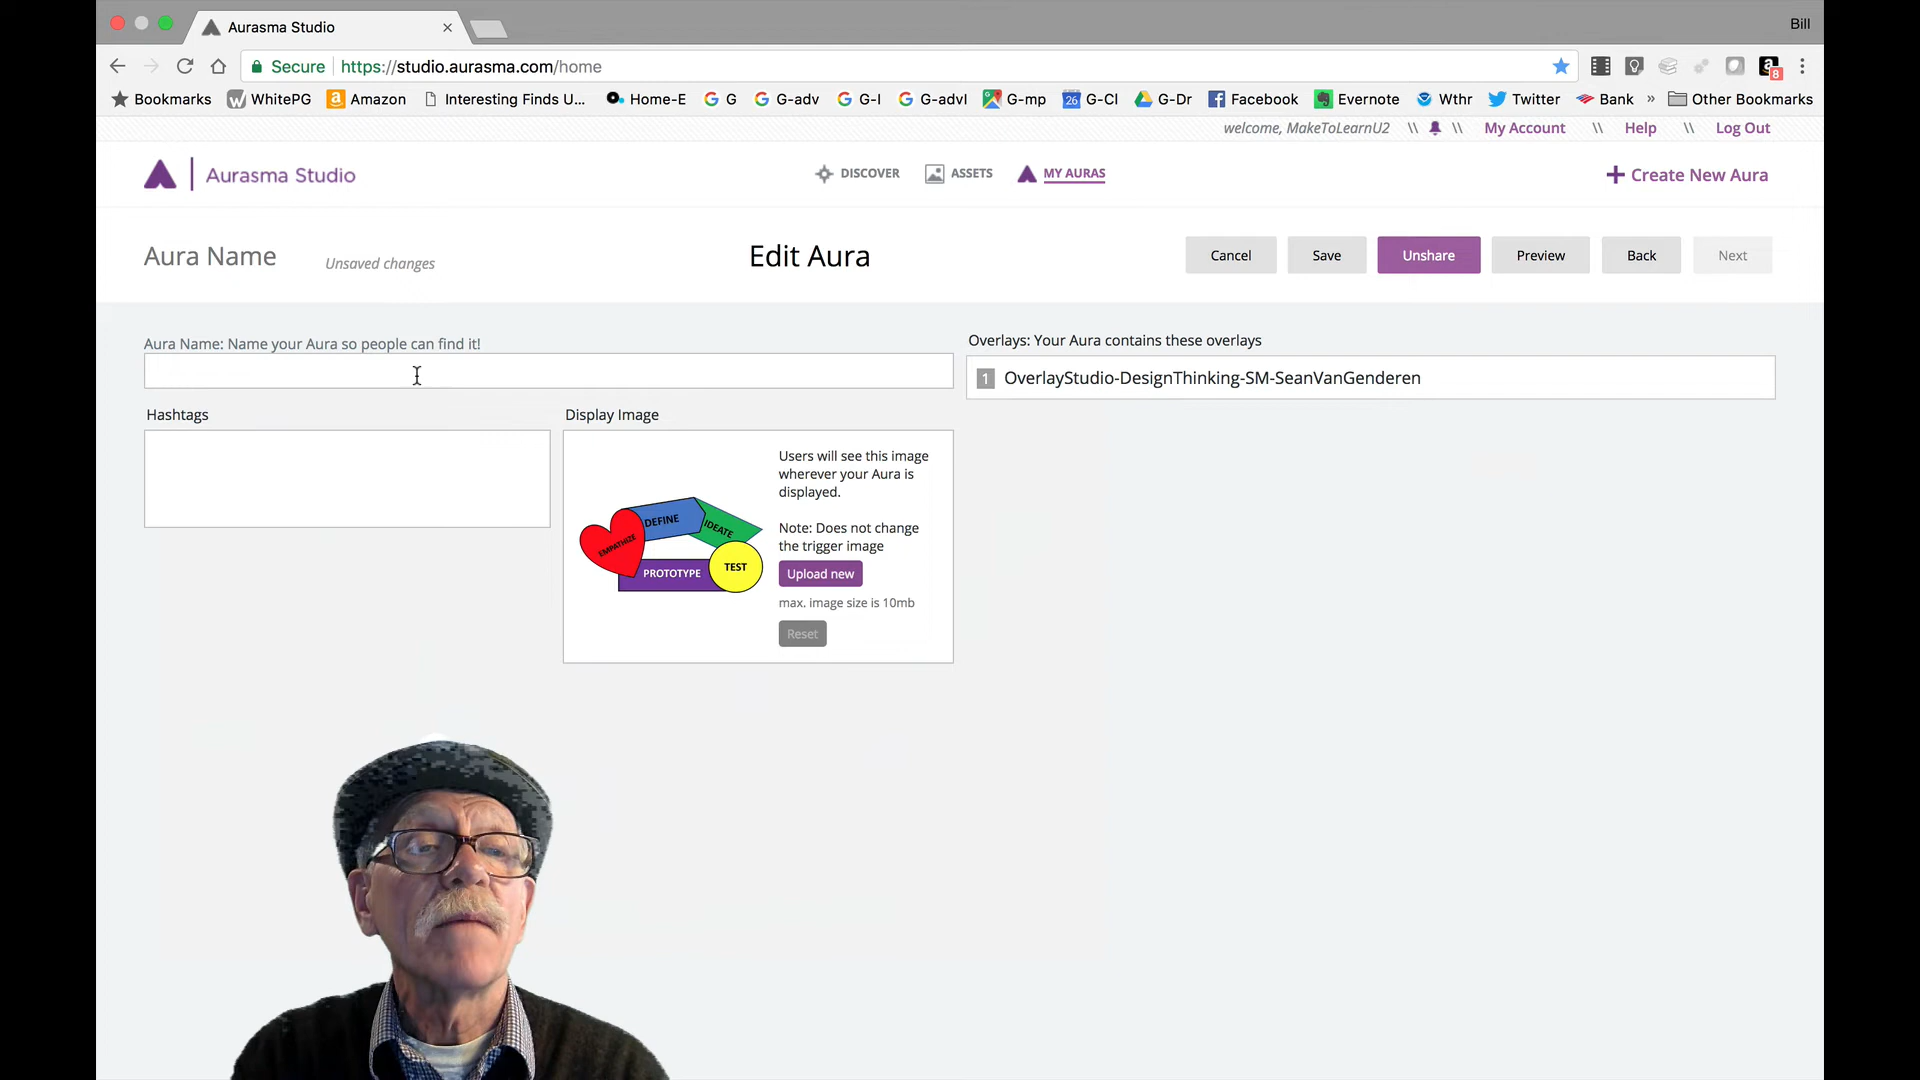 Aurasma Studio
Bill
Secure https://studio.aurasma.com/home
8
Bookmarks WhitePG Amazon Interesting Finds U... Home-E G G-adv G-I G-advI G-mp 26 G-Cl G-Dr Facebook Evernote Wthr Twitter Bank » Other Bookmarks
welcome, MakeToLearnU2 \\ \\ My Account \\ Help \\ Log Out
Aurasma Studio
DISCOVER ASSETS MY AURAS
Create New Aura
Aura Name Unsaved changes Edit Aura Cancel Save Unshare Preview Back Next
Aura Name: Name your Aura so people can find it!
Overlays: Your Aura contains these overlays
1 OverlayStudio-DesignThinking-SM-SeanVanGenderen
Hashtags
Display Image
EMPATHIZE
DEFINE
IDEATE
PROTOTYPE
TEST
Users will see this image
wherever your Aura is
displayed.
Note: Does not change
the trigger image
Upload new
max. image size is 10mb
Reset